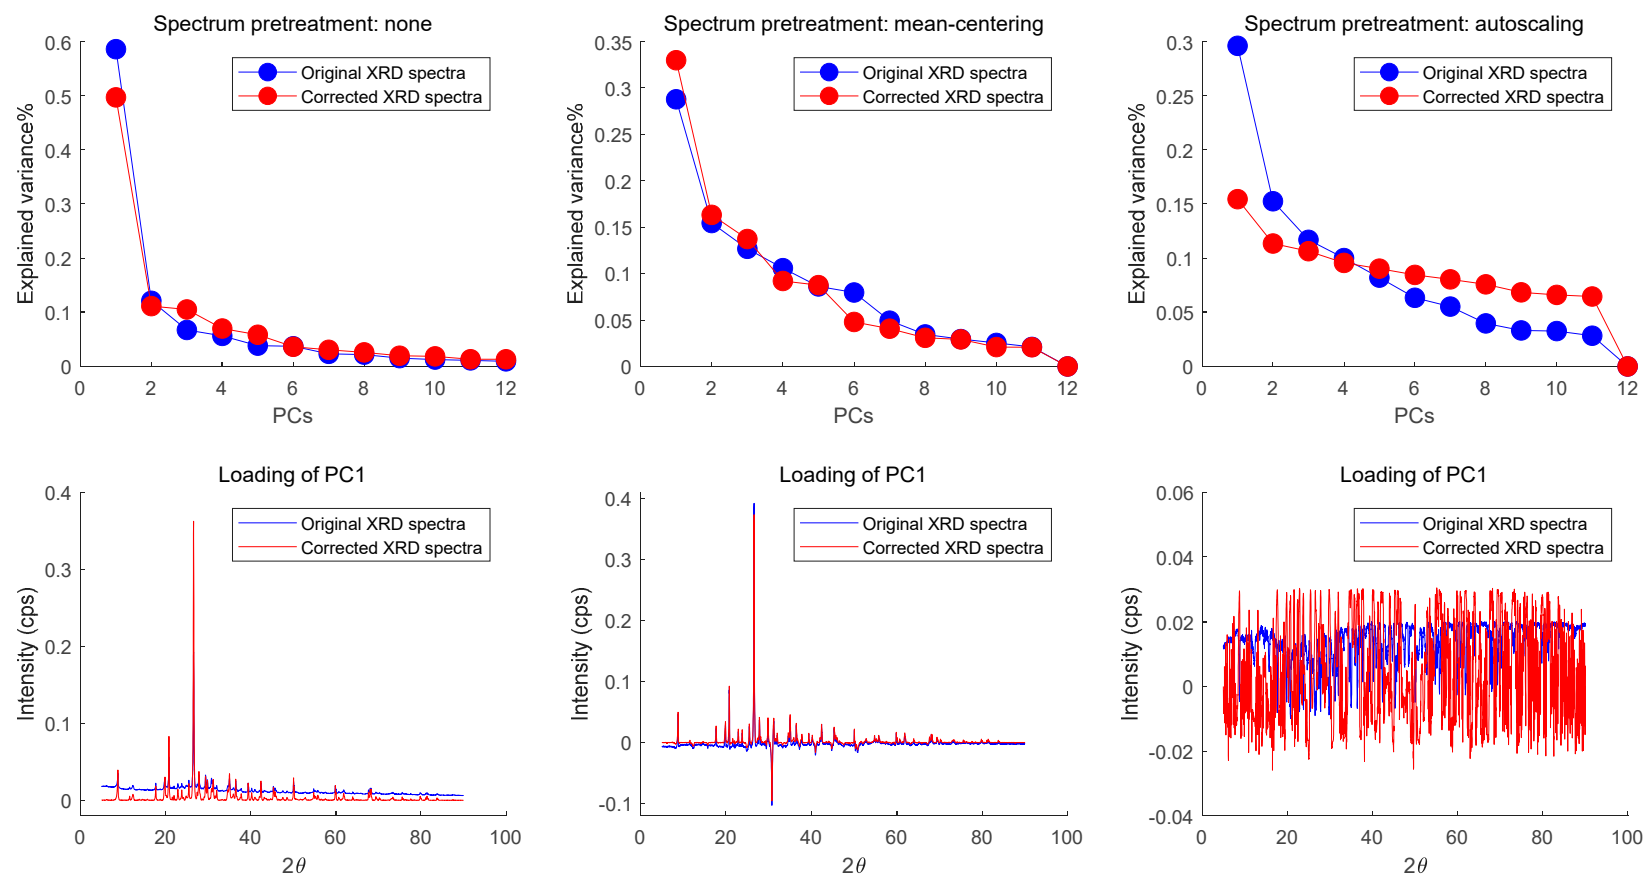 Spectrum pretreatment: none
0.6
0.5
0.4
0.3
0.2
0.1
0
Explained variance%
Original XRD spectra
Corrected XRD spectra
0 2 4 6 8 10 12
PCs
Spectrum pretreatment: mean-centering
0.35
0.3
0.25
0.2
0.15
0.1
0.05
0
Explained variance%
Original XRD spectra
Corrected XRD spectra
0 2 4 6 8 10 12
PCs
Spectrum pretreatment: autoscaling
0.3
0.25
0.2
0.15
0.1
0.05
0
Explained variance%
Original XRD spectra
Corrected XRD spectra
0 2 4 6 8 10 12
PCs
Loading of PC1
0.4
0.3
0.2
0.1
0
Intensity (cps)
Original XRD spectra
Corrected XRD spectra
0 20 40 60 80 100
2θ
Loading of PC1
0.4
0.3
0.2
0.1
0
-0.1
Intensity (cps)
Original XRD spectra
Corrected XRD spectra
0 20 40 60 80 100
2θ
Loading of PC1
0.06
0.04
0.02
0
-0.02
-0.04
Intensity (cps)
Original XRD spectra
Corrected XRD spectra
0 20 40 60 80 100
2θ